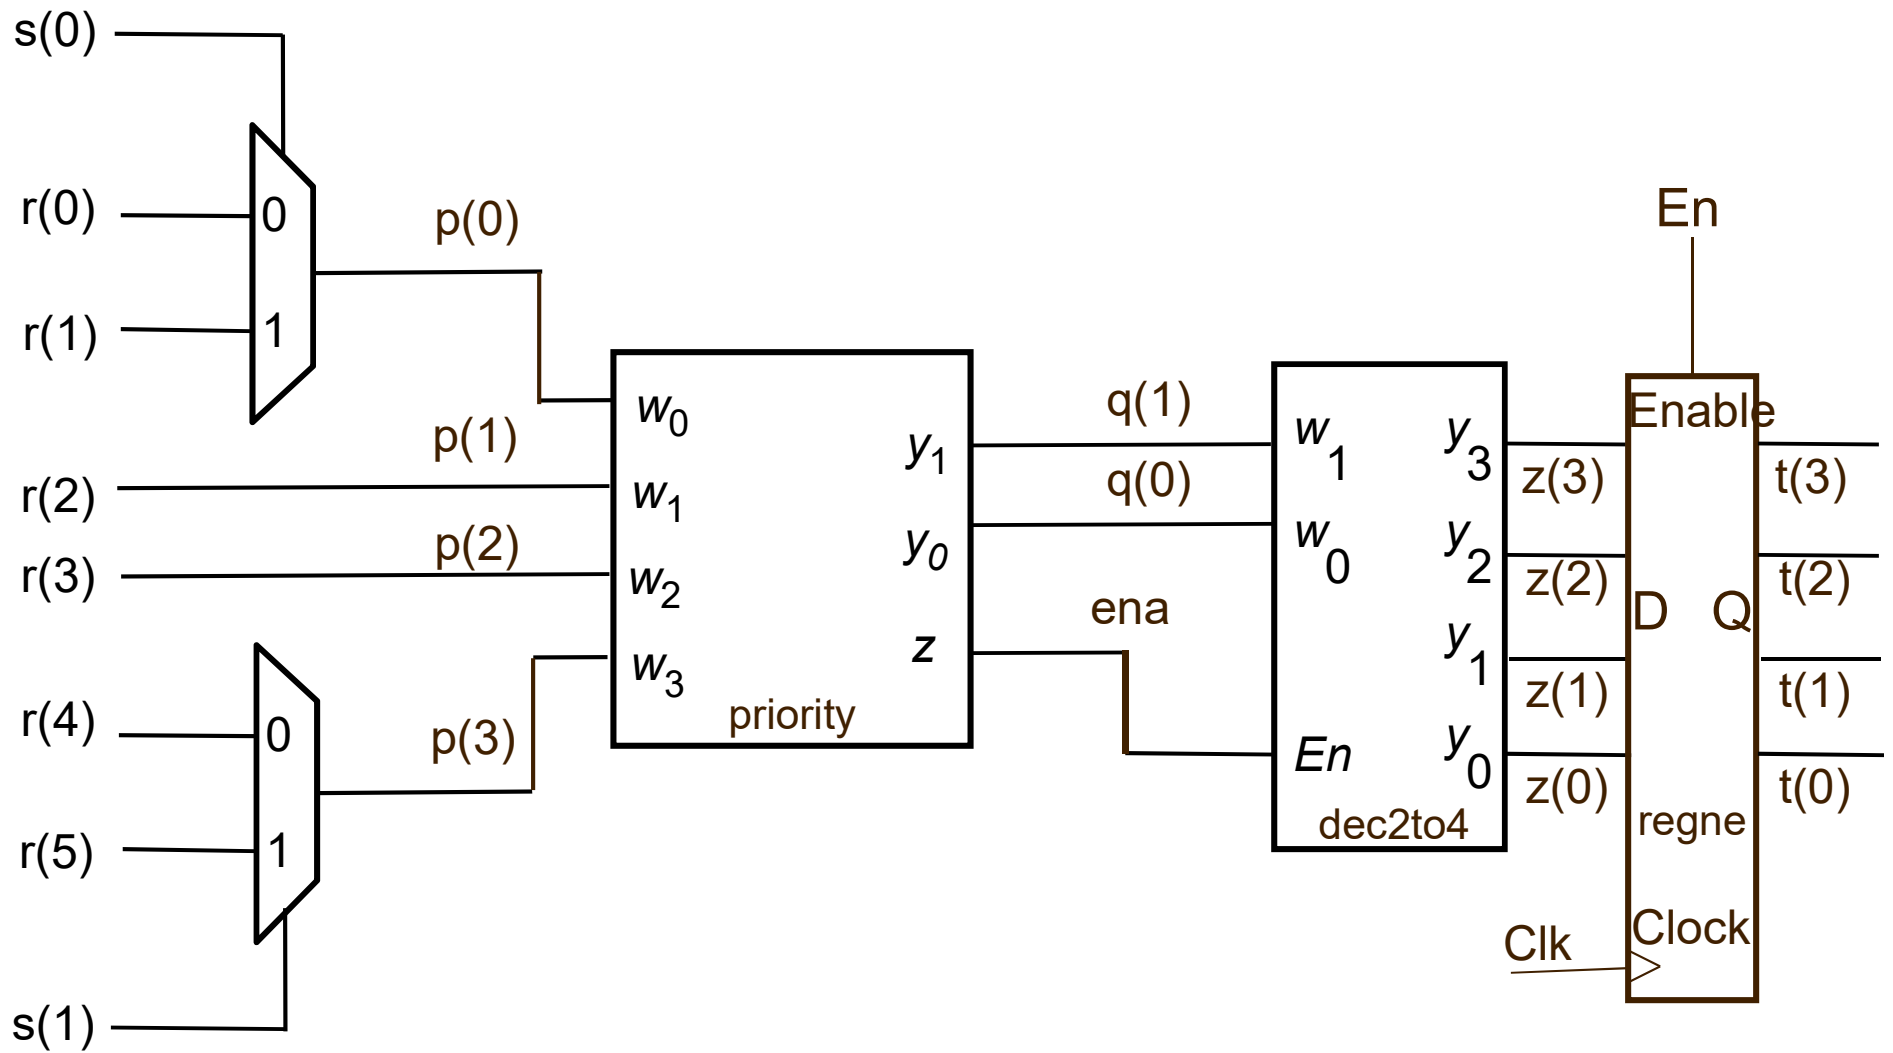 s(0)
r(0)
0
r(1)
1
p(0)
p(1)
r(2)
p(2)
r(3)
r(4)
0
p(3)
r(5)
1
s(1)
w0
w1
w2
w3
y1
y0
z
priority
q(1)
q(0)
ena
w1
w0
En
y3
y2
y1
y0
dec2to4
z(3)
z(2)
z(1)
z(0)
En
Enable
D Q
regne
Clock
Clk
t(3)
t(2)
t(1)
t(0)